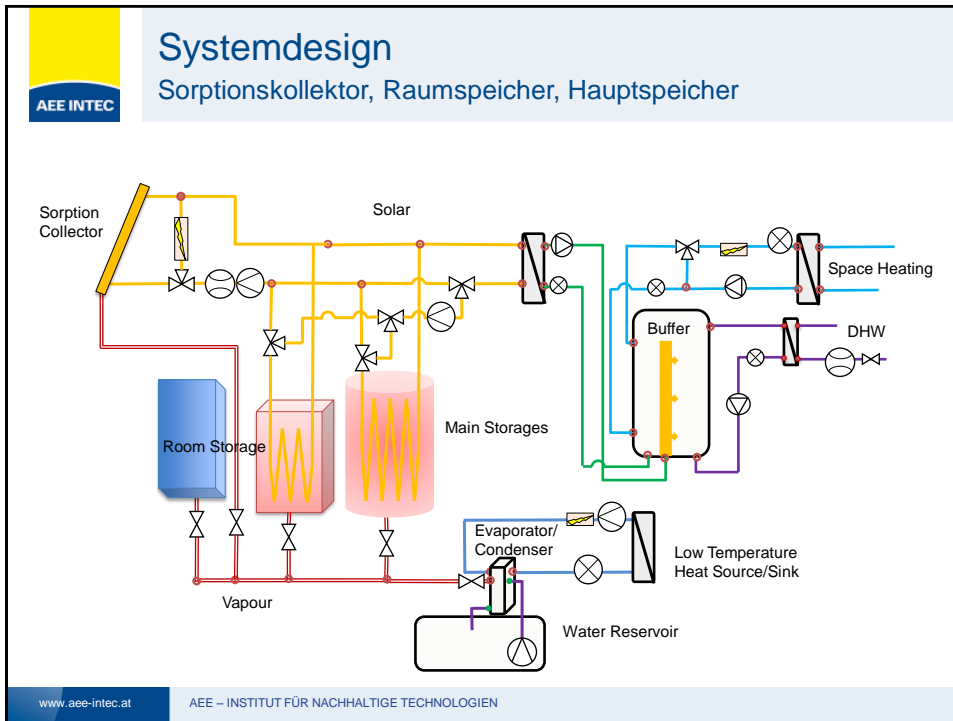 AEE INTEC
Systemdesign
Sorptionskollektor, Raumspeicher, Hauptspeicher
Sorption
Collector
Solar
Space Heating
Buffer
DHW
Room Storage
Main Storages
Evaporator/
Condenser
Low Temperature
Heat Source/Sink
Vapour
Water Reservoir
www.aee-intec.at
AEE – INSTITUT FÜR NACHHALTIGE TECHNOLOGIEN